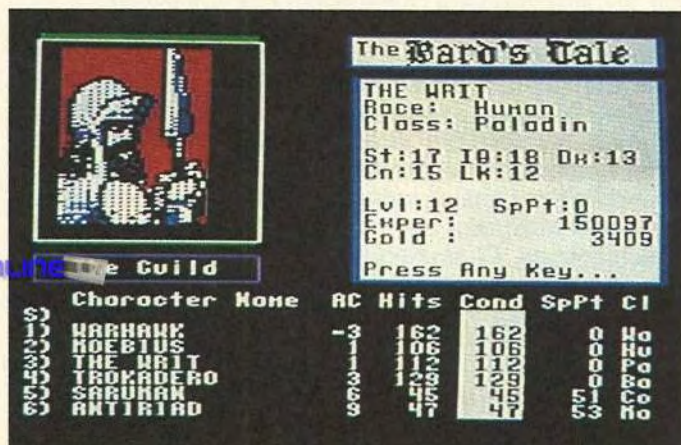 The Bard's Tale
THE WRIT
Race: Human
Class: Paladin
St:17 IQ:18 Dx:13
Cn:15 Lk:12
Lvl:12 SpPt:0
Exper: 150097
Gold : 3409
Press Any Key...
e Guild
Character Name AC Hits Cond SpPt Cl
S)
1) WARHAWK -3 162 162 0 Wa
2) MOEBIUS 1 106 106 0 Hu
3) THE WRIT 1 112 112 0 Pa
4) TROKADERO 3 129 129 0 Ba
5) SARUMAN 6 45 45 51 Co
6) ANTIRIAD 9 47 47 53 Ma